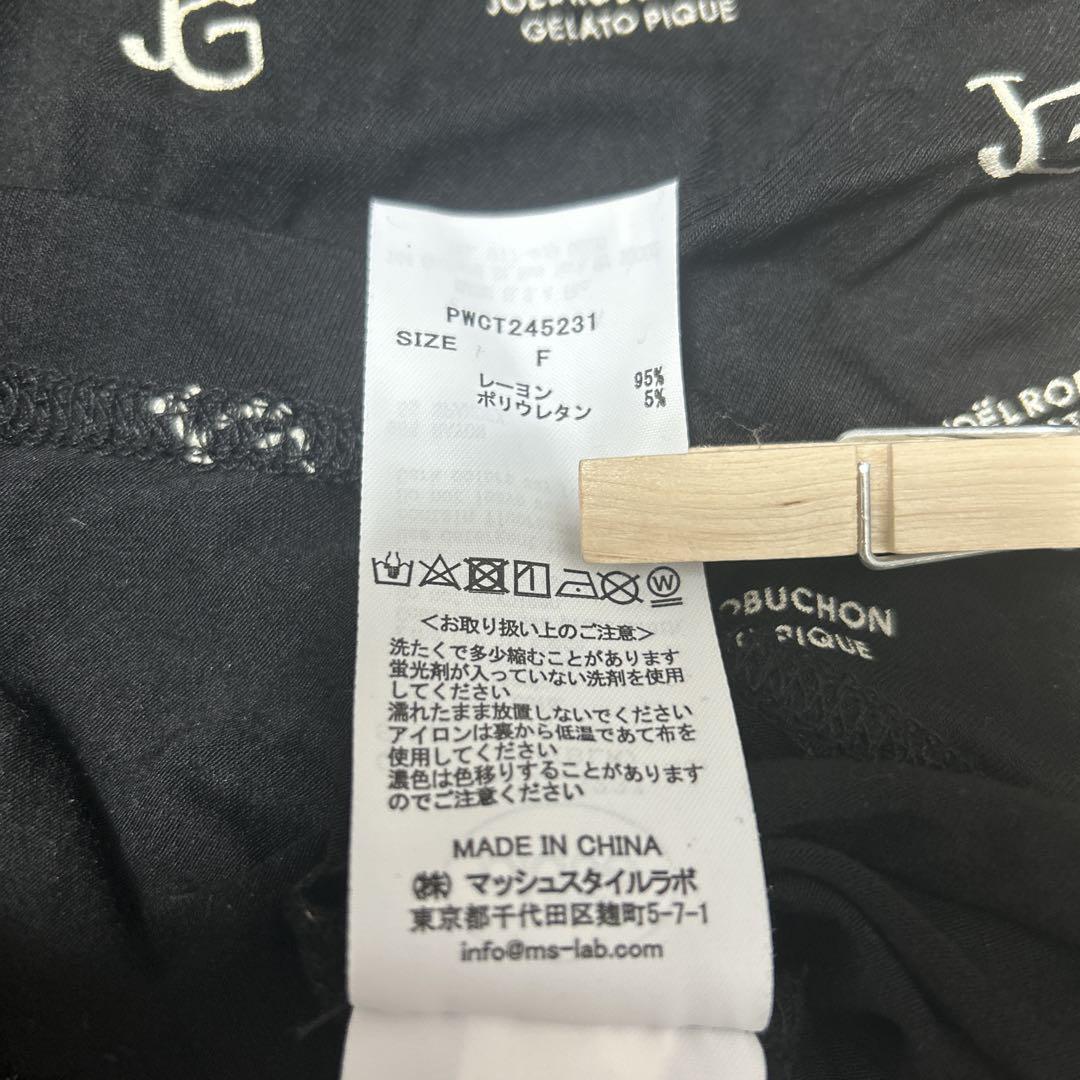 JG
GELATO PIQUE
PWCT245231
SIZE
F
レーヨン 95%
ポリウレタン 5%
OBUCHON
PIQUE
W
<お取り扱い上のご注意>
洗たくで多少縮むことがあります
蛍光剤が入っていない洗剤を使用
してください
濡れたまま放置しないでください
アイロンは裏から低温であて布を
使用してください
濃色は色移りすることがあります
のでご注意ください
MADE IN CHINA
(株) マッシュスタイルラボ
東京都千代田区麹町5-7-1
info@ms-lab.com